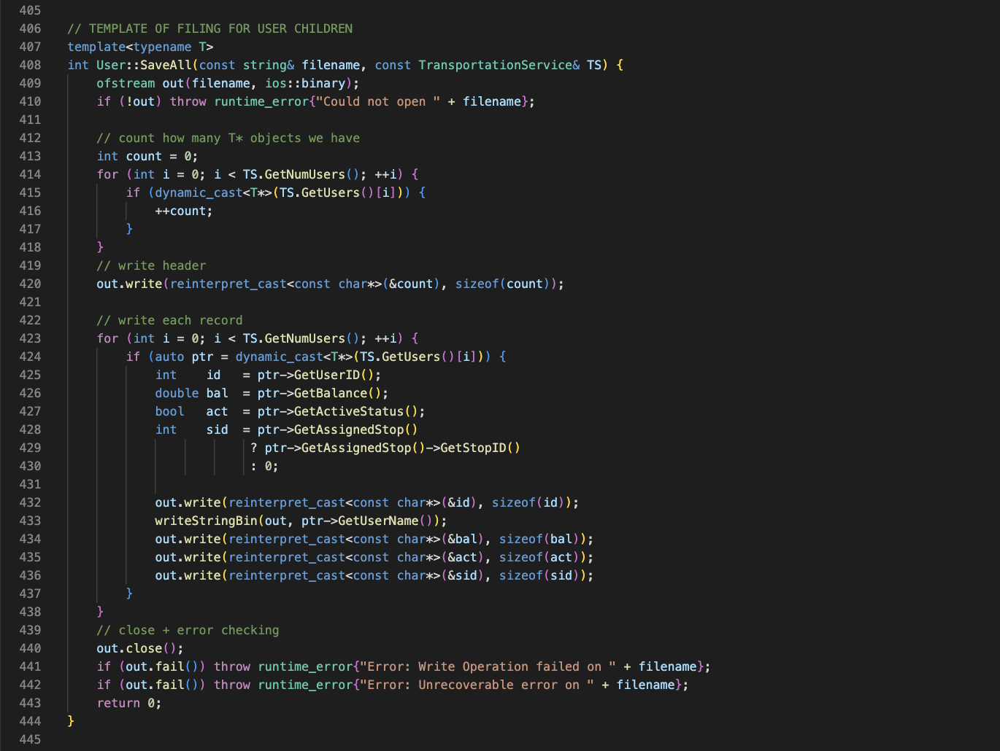 405
406 // TEMPLATE OF FILING FOR USER CHILDREN
407 template<typename T>
408 int User::SaveAll(const string& filename, const TransportationService& TS) {
409     ofstream out(filename, ios::binary);
410     if (!out) throw runtime_error{"Could not open " + filename};
411
412     // count how many T* objects we have
413     int count = 0;
414     for (int i = 0; i < TS.GetNumUsers(); ++i) {
415         if (dynamic_cast<T*>(TS.GetUsers()[i])) {
416             ++count;
417         }
418     }
419     // write header
420     out.write(reinterpret_cast<const char*>(&count), sizeof(count));
421
422     // write each record
423     for (int i = 0; i < TS.GetNumUsers(); ++i) {
424         if (auto ptr = dynamic_cast<T*>(TS.GetUsers()[i])) {
425             int    id   = ptr->GetUserID();
426             double bal  = ptr->GetBalance();
427             bool   act  = ptr->GetActiveStatus();
428             int    sid  = ptr->GetAssignedStop()
429                          ? ptr->GetAssignedStop()->GetStopID()
430                          : 0;
431
432             out.write(reinterpret_cast<const char*>(&id), sizeof(id));
433             writeStringBin(out, ptr->GetUserName());
434             out.write(reinterpret_cast<const char*>(&bal), sizeof(bal));
435             out.write(reinterpret_cast<const char*>(&act), sizeof(act));
436             out.write(reinterpret_cast<const char*>(&sid), sizeof(sid));
437         }
438     }
439     // close + error checking
440     out.close();
441     if (out.fail()) throw runtime_error{"Error: Write Operation failed on " + filename};
442     if (out.fail()) throw runtime_error{"Error: Unrecoverable error on " + filename};
443     return 0;
444 }
445